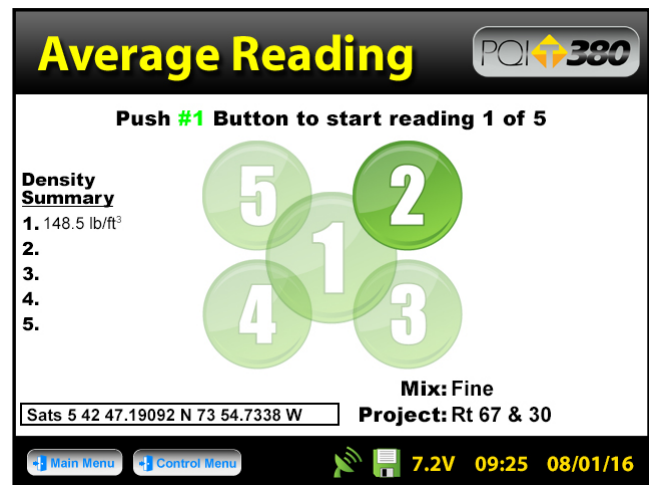 Average Reading
PQI 380
Push #1 Button to start reading 1 of 5
Density
Summary
1. 148.5 lb/ft³
2.
3.
4.
5.
5
2
1
4
3
Mix: Fine
Sats 5 42 47.19092 N 73 54.7338 W
Project: Rt 67 & 30
Main Menu
Control Menu
7.2V 09:25 08/01/16